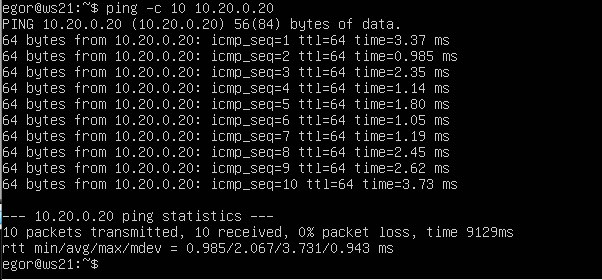 egor@ws21:~$ ping -c 10 10.20.0.20
PING 10.20.0.20 (10.20.0.20) 56(84) bytes of data.
64 bytes from 10.20.0.20: icmp_seq=1 ttl=64 time=3.37 ms
64 bytes from 10.20.0.20: icmp_seq=2 ttl=64 time=0.985 ms
64 bytes from 10.20.0.20: icmp_seq=3 ttl=64 time=2.35 ms
64 bytes from 10.20.0.20: icmp_seq=4 ttl=64 time=1.14 ms
64 bytes from 10.20.0.20: icmp_seq=5 ttl=64 time=1.80 ms
64 bytes from 10.20.0.20: icmp_seq=6 ttl=64 time=1.05 ms
64 bytes from 10.20.0.20: icmp_seq=7 ttl=64 time=1.19 ms
64 bytes from 10.20.0.20: icmp_seq=8 ttl=64 time=2.45 ms
64 bytes from 10.20.0.20: icmp_seq=9 ttl=64 time=2.62 ms
64 bytes from 10.20.0.20: icmp_seq=10 ttl=64 time=3.73 ms
--- 10.20.0.20 ping statistics ---
10 packets transmitted, 10 received, 0% packet loss, time 9129ms
rtt min/avg/max/mdev = 0.985/2.067/3.731/0.943 ms
egor@ws21:~$